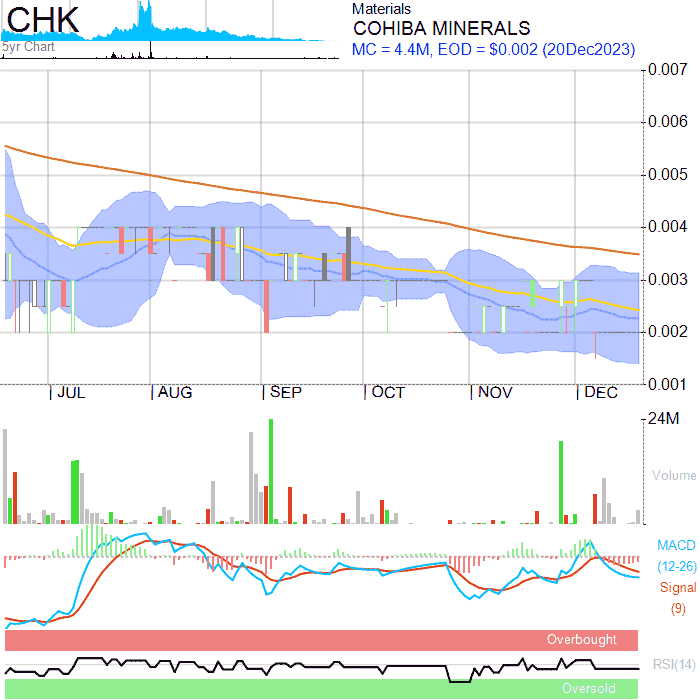 CHK
Materials
COHIBA MINERALS
MC = 4.4M, EOD = $0.002 (20Dec2023)
5yr Chart
0.007
0.006
0.005
0.004
0.003
0.002
0.001
JUL AUG SEP OCT NOV DEC
24M
Volume
MACD
(12-26)
Signal
(9)
Overbought
RSI(14)
Oversold